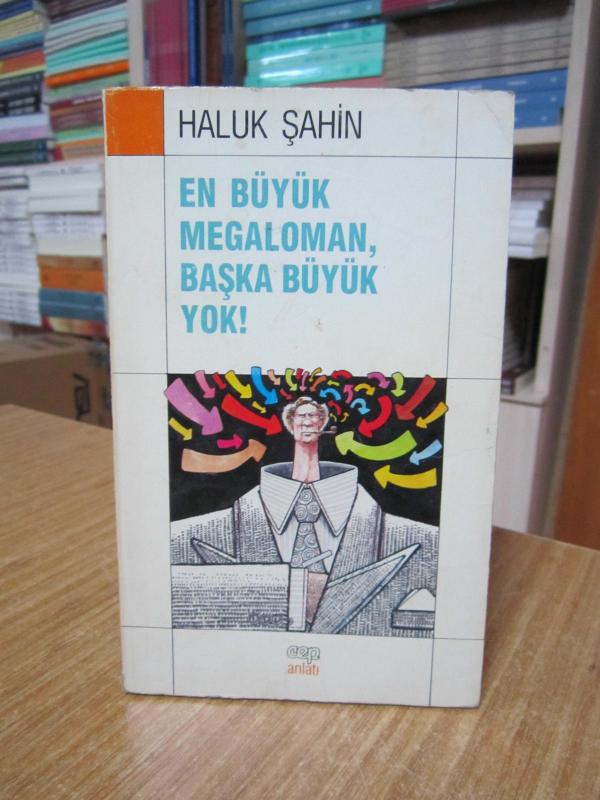 HALUK ŞAHİN
EN BÜYÜK
MEGALOMAN,
BAŞKA BÜYÜK
YOK!
cep
anlatı